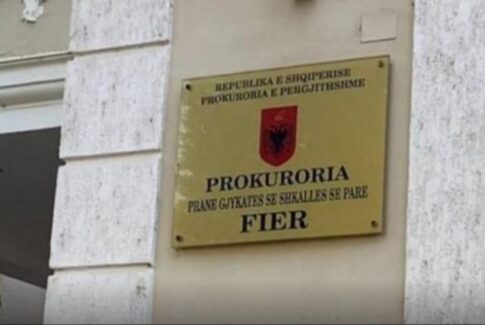 REPUBLIKA E SHQIPERISE
PROKURORIA E PERGJITHSHME
PROKURORIA
PRANE GJYKATES SE SHKALLES SE PARE
FIER